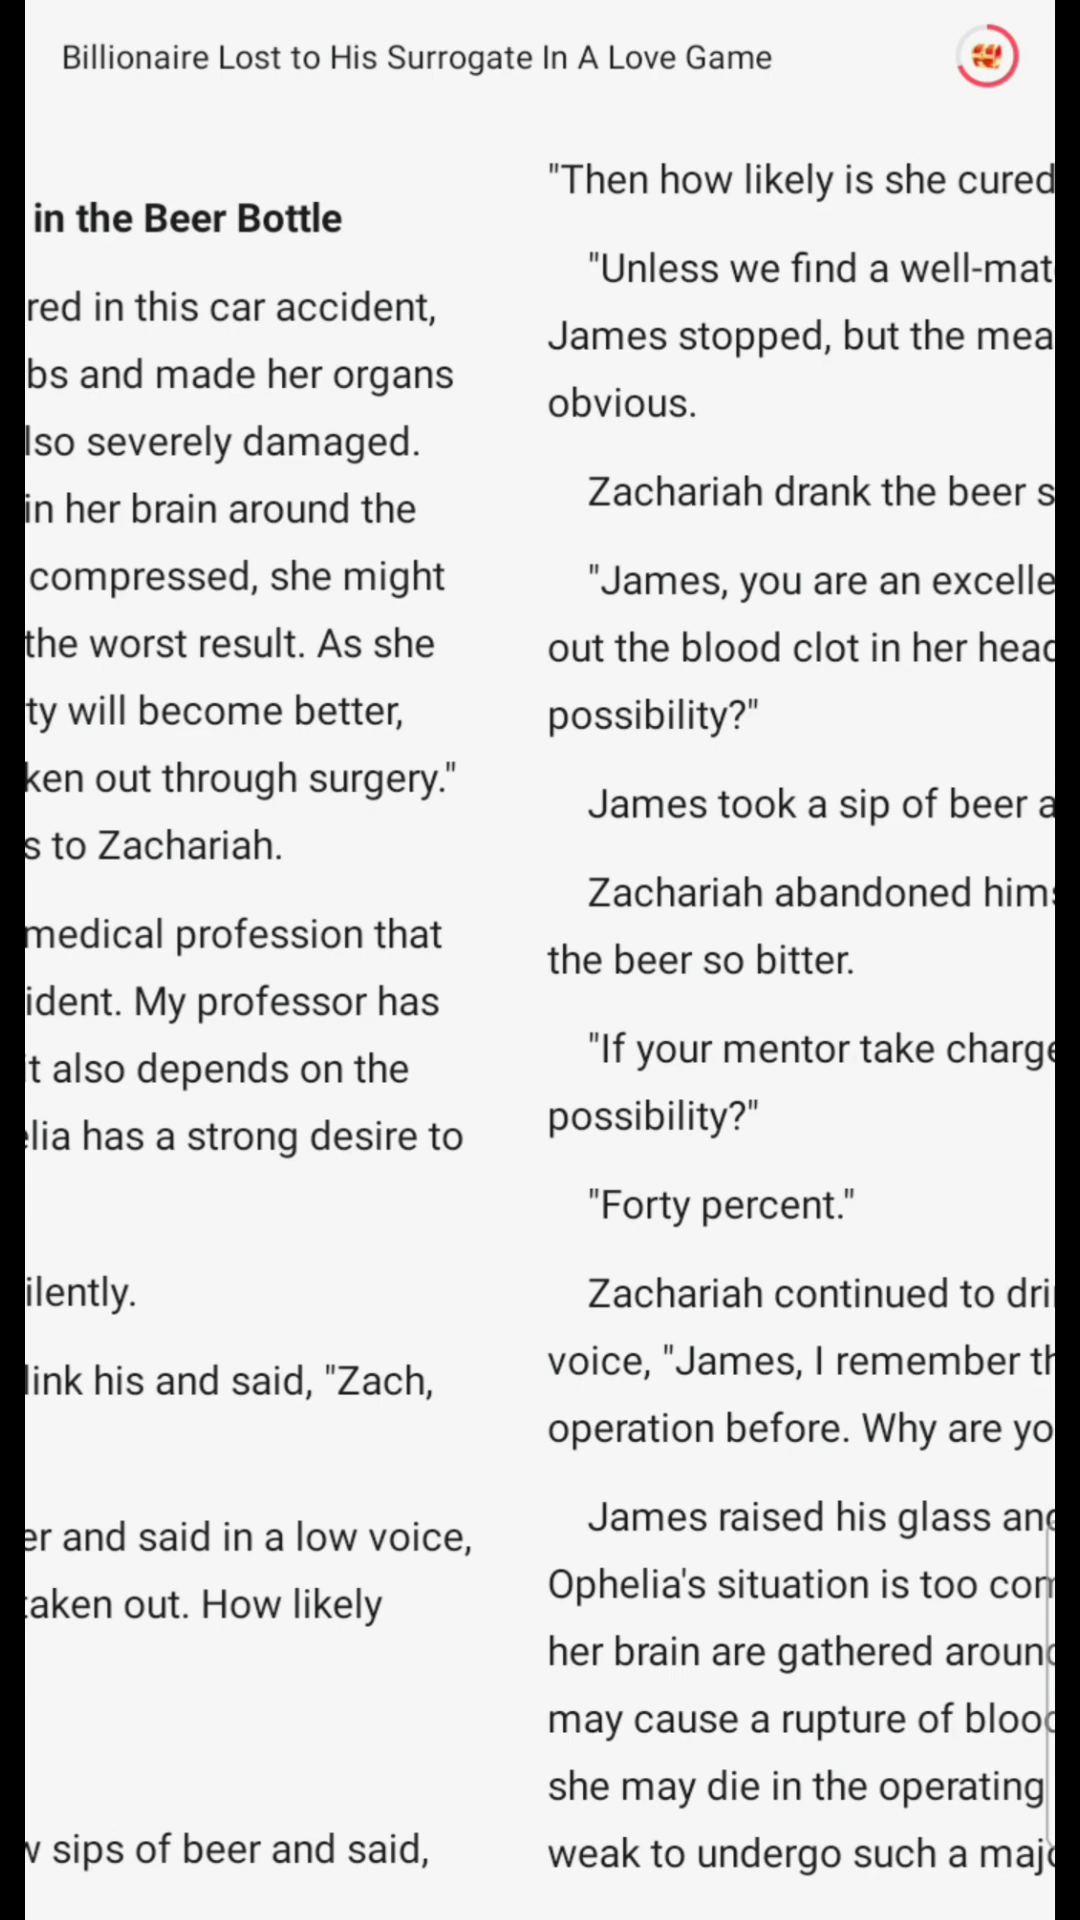 Billionaire Lost to His Surrogate In A Love Game
in the Beer Bottle
red in this car accident,
bs and made her organs
lso severely damaged.
in her brain around the
compressed, she might
the worst result. As she
ty will become better,
ken out through surgery."
s to Zachariah.
medical profession that
ident. My professor has
it also depends on the
lia has a strong desire to
ilently.
link his and said, "Zach,
er and said in a low voice,
taken out. How likely
w sips of beer and said,
"Then how likely is she cured
"Unless we find a well-mat
James stopped, but the mea
obvious.
Zachariah drank the beer s
"James, you are an excelle
out the blood clot in her head
possibility?"
James took a sip of beer a
Zachariah abandoned hims
the beer so bitter.
"If your mentor take charge
possibility?"
"Forty percent."
Zachariah continued to dri
voice, "James, I remember th
operation before. Why are yo
James raised his glass and
Ophelia's situation is too com
her brain are gathered around
may cause a rupture of blood
she may die in the operating
weak to undergo such a majo